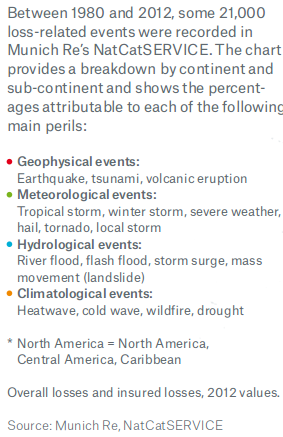 Between 1980 and 2012, some 21,000
loss-related events were recorded in
Munich Re's NatCatSERVICE. The chart
provides a breakdown by continent and
sub-continent and shows the percent-
ages attributable to each of the following
main perils:
• Geophysical events:
Earthquake, tsunami, volcanic eruption
• Meteorological events:
Tropical storm, winter storm, severe weather,
hail, tornado, local storm
• Hydrological events:
River flood, flash flood, storm surge, mass
movement (landslide)
• Climatological events:
Heatwave, cold wave, wildfire, drought
* North America = North America,
Central America, Caribbean
Overall losses and insured losses, 2012 values.
Source: Munich Re, NatCatSERVICE